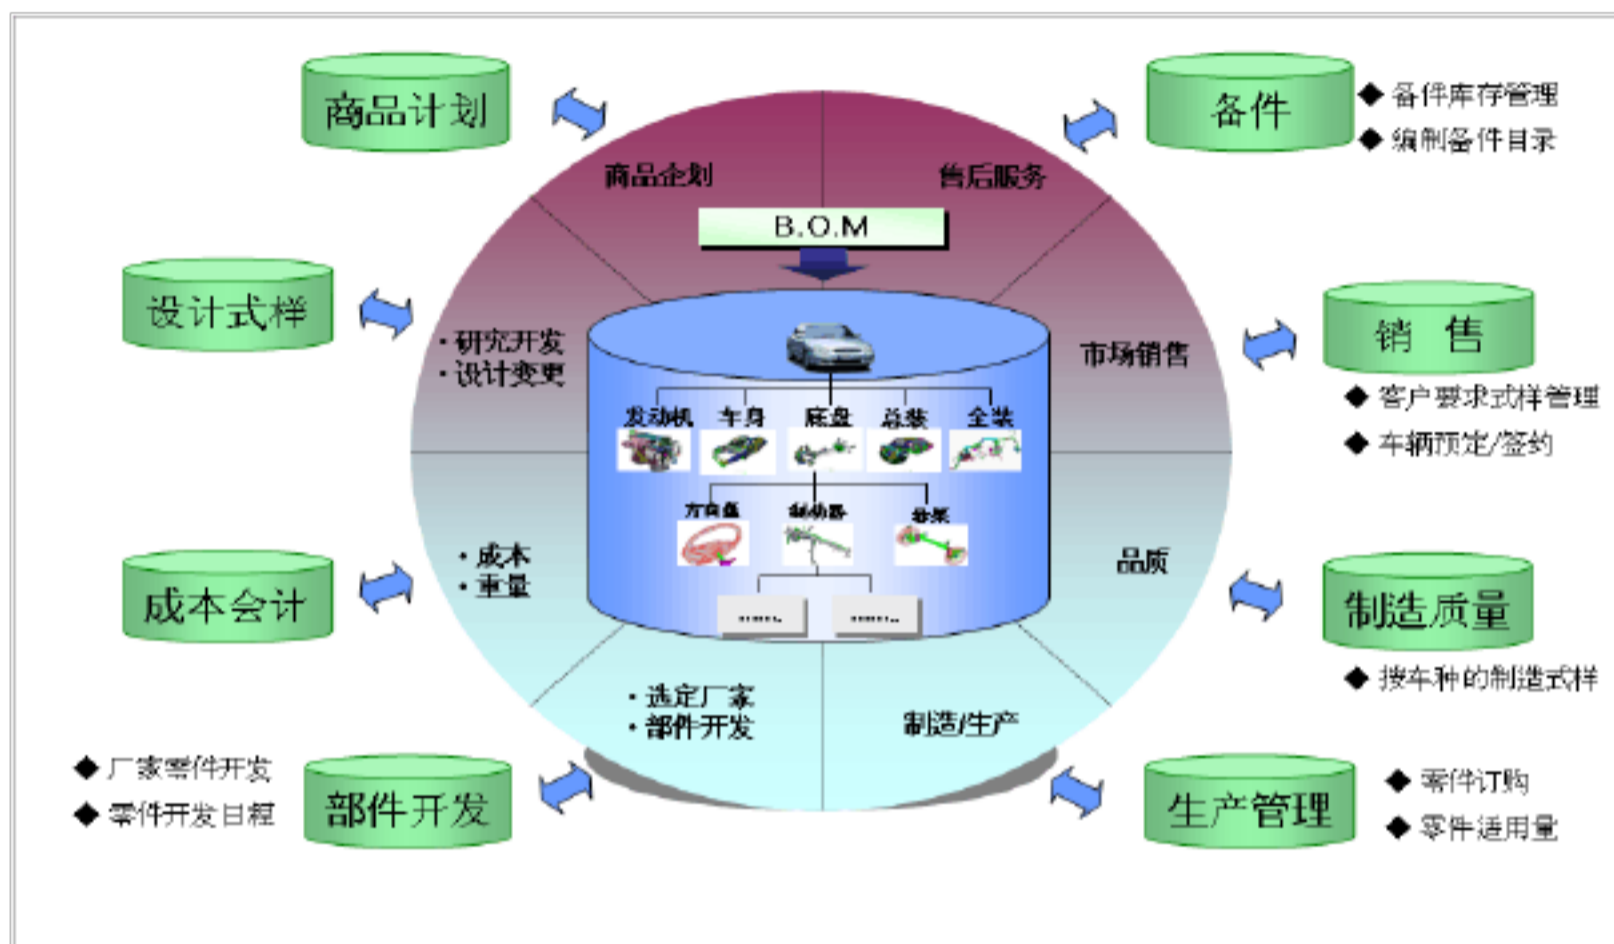 商品计划
备件
◆ 备件库存管理
◆ 编制备件目录
商品企划
售后服务
B.O.M
设计式样
·研究开发
·设计变更
市场销售
销 售
◆ 客户要求式样管理
◆ 车辆预定/签约
发动机 车身 底盘 总装 全装
方向盘 制动器 悬架
·成本
·重量
品质
成本会计
制造质量
◆ 按车种的制造式样
....... .......
·选定厂家
·部件开发
制造/生产
◆ 厂家零件开发
◆ 零件开发日程
部件开发
生产管理
◆ 零件订购
◆ 零件适用量